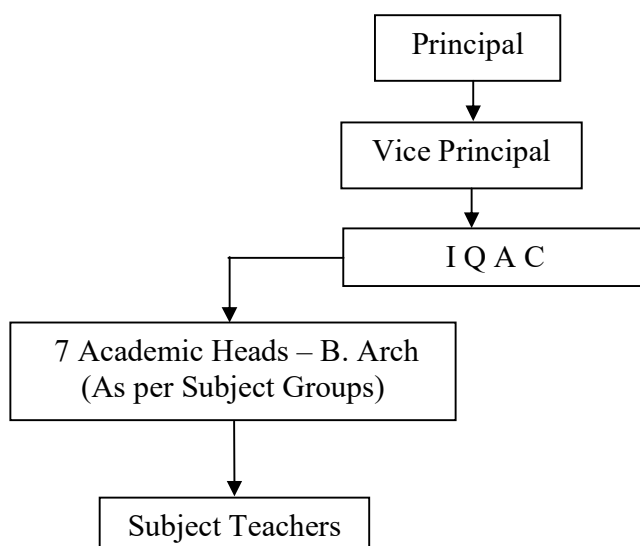 Principal
Vice Principal
I Q A C
7 Academic Heads – B. Arch
(As per Subject Groups)
Subject Teachers